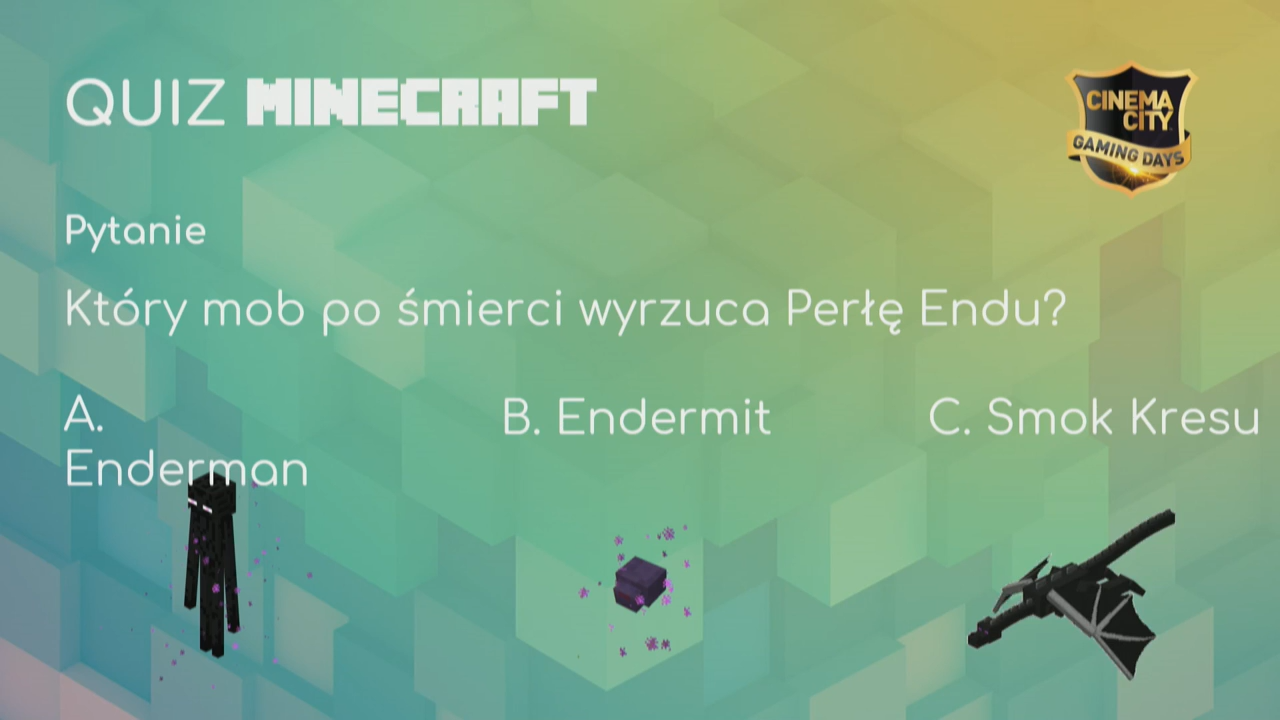 QUIZ MINECRAFT
CINEMA
CITY
GAMING DAYS
Pytanie
Który mob po śmierci wyrzuca Perłę Endu?
A.
Enderman
B. Endermit
C. Smok Kresu